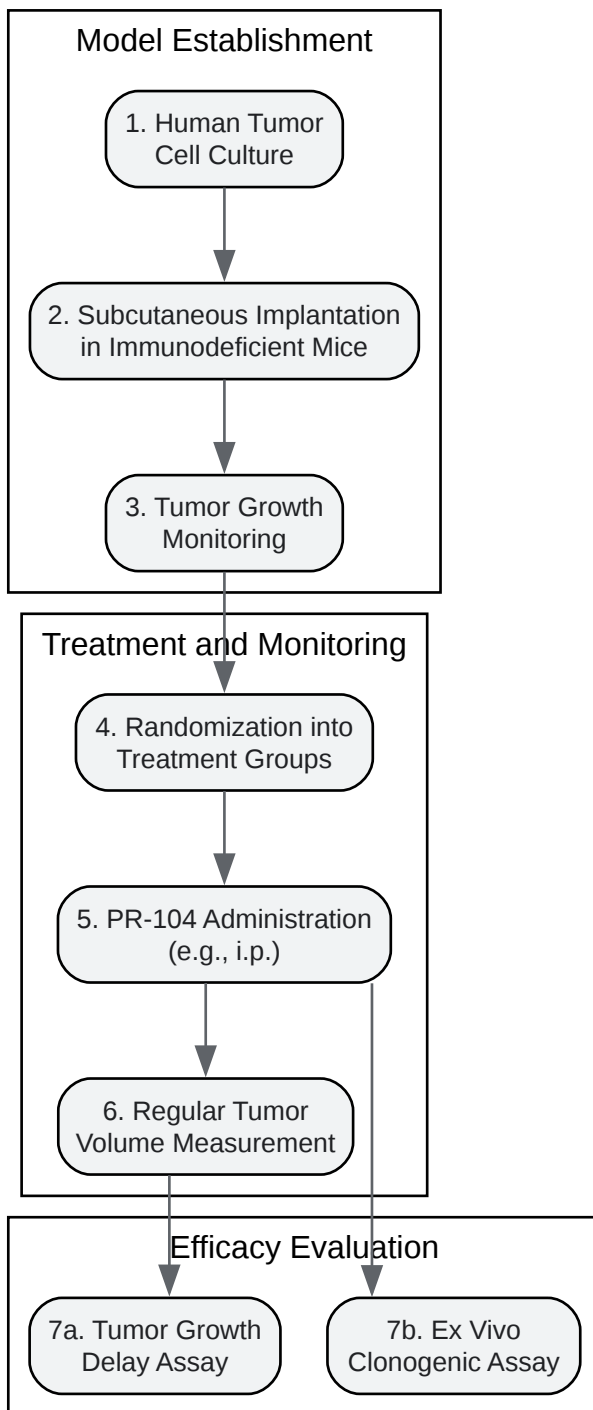 Model Establishment
1. Human Tumor
Cell Culture
2. Subcutaneous Implantation
in Immunodeficient Mice
3. Tumor Growth
Monitoring
Treatment and Monitoring
4. Randomization into
Treatment Groups
5. PR-104 Administration
(e.g., i.p.)
6. Regular Tumor
Volume Measurement
Efficacy Evaluation
7a. Tumor Growth
Delay Assay
7b. Ex Vivo
Clonogenic Assay